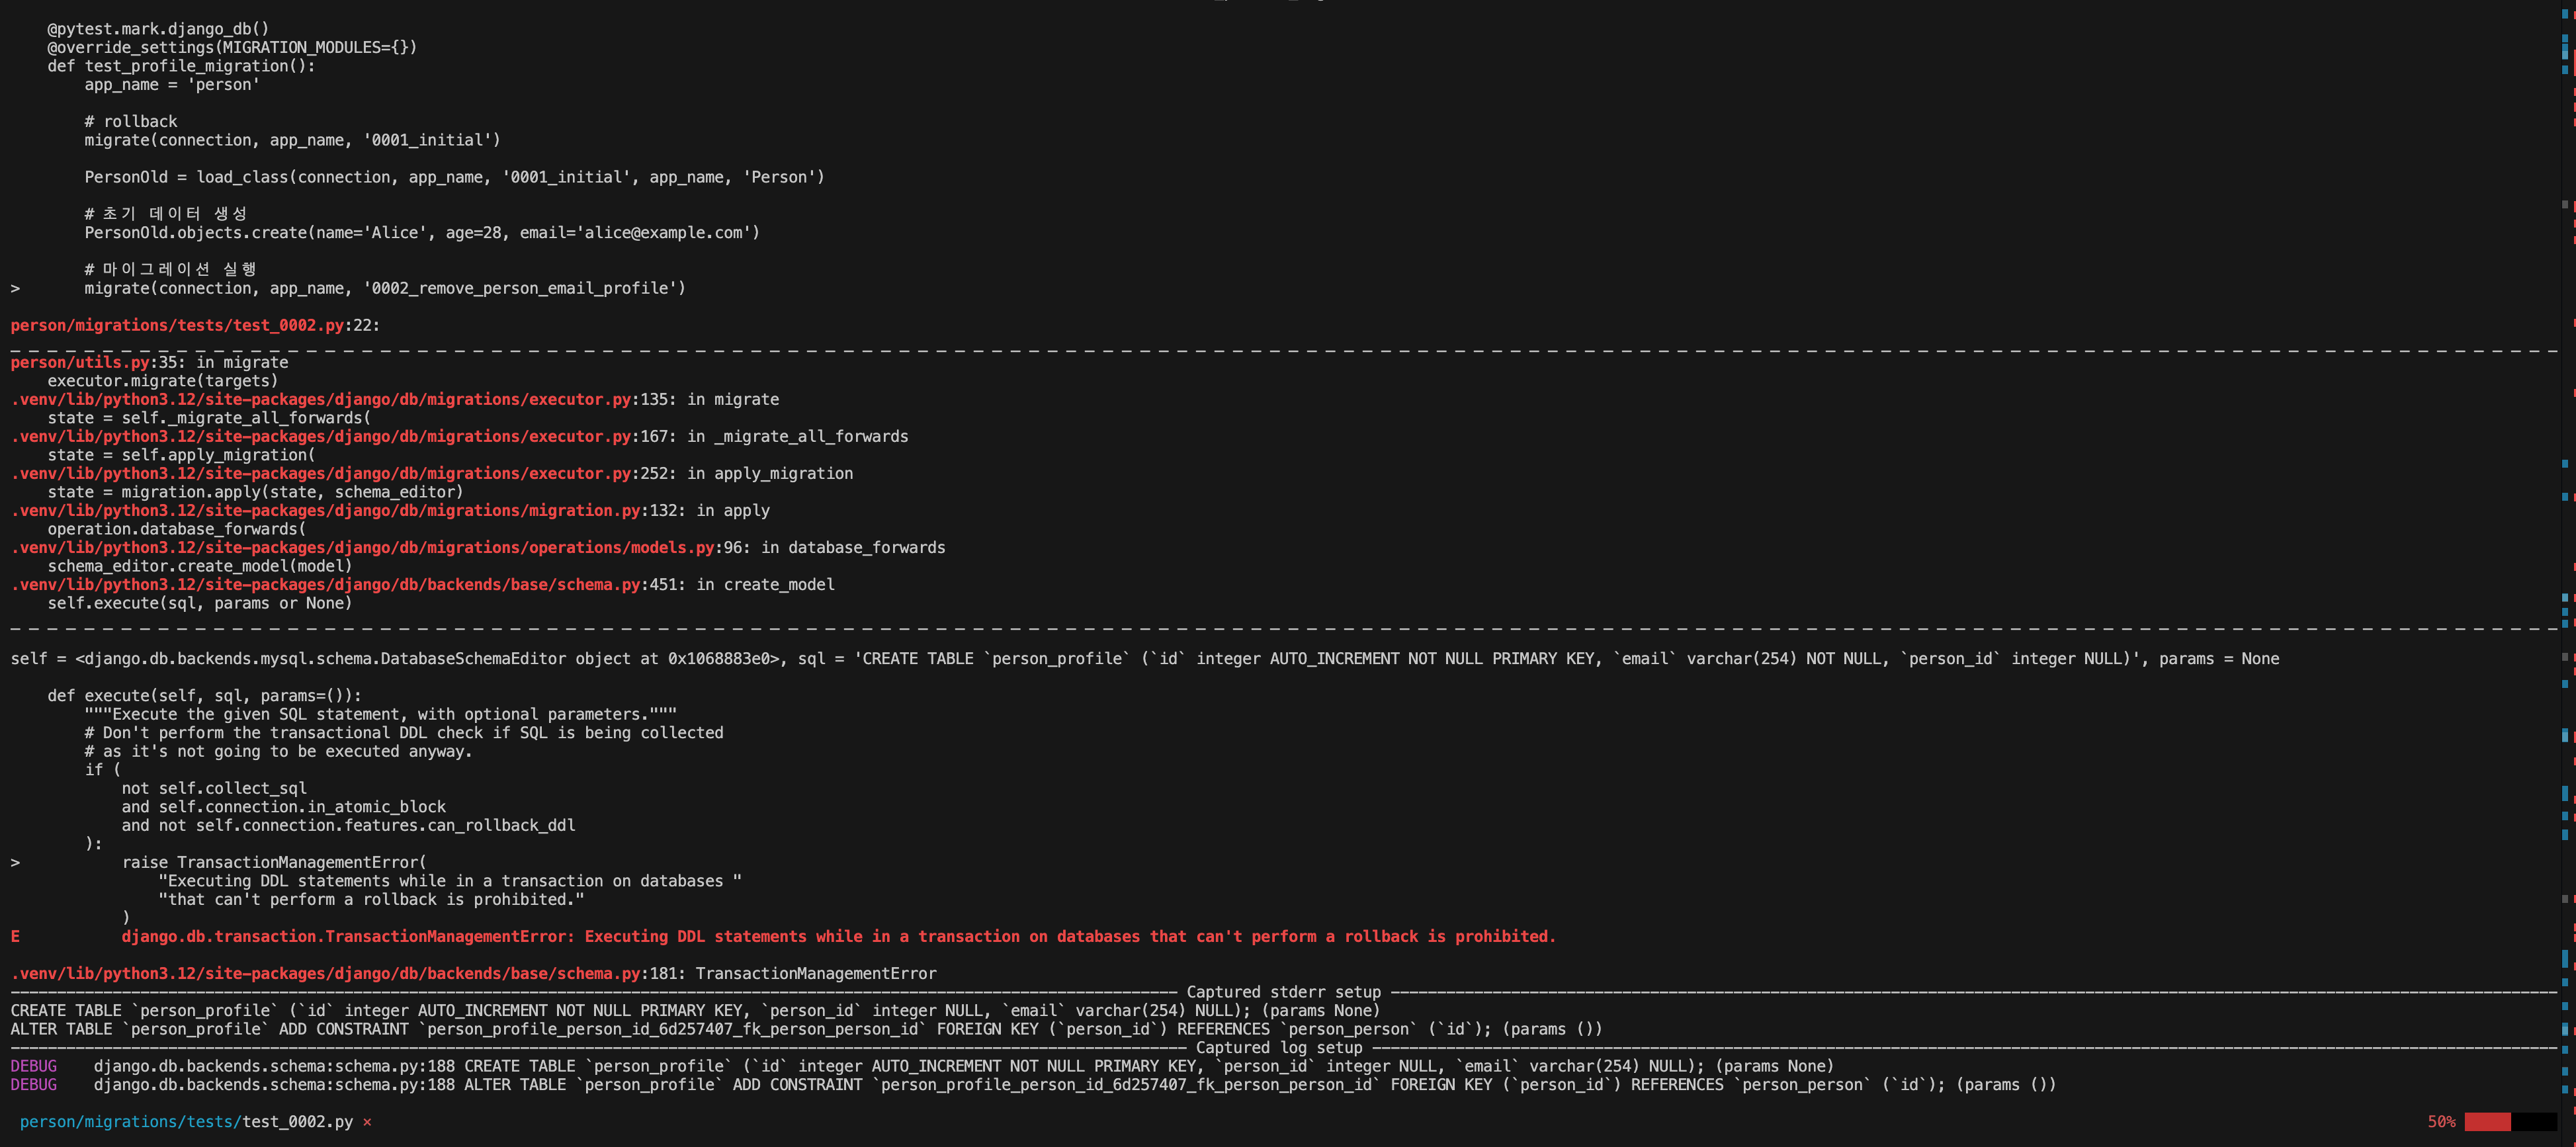 @pytest.mark.django_db()
    @override_settings(MIGRATION_MODULES={})
    def test_profile_migration():
        app_name = 'person'

        # rollback
        migrate(connection, app_name, '0001_initial')

        PersonOld = load_class(connection, app_name, '0001_initial', app_name, 'Person')

        # 초기 데이터 생성
        PersonOld.objects.create(name='Alice', age=28, email='alice@example.com')

        # 마이그레이션 실행
>       migrate(connection, app_name, '0002_remove_person_email_profile')

person/migrations/tests/test_0002.py:22:
_ _ _ _ _ _ _ _ _ _ _ _ _ _ _ _ _ _ _ _ _ _ _ _ _ _ _ _ _ _ _ _ _ _ _ _ _ _ _ _
person/utils.py:35: in migrate
    executor.migrate(targets)
.venv/lib/python3.12/site-packages/django/db/migrations/executor.py:135: in migrate
    state = self._migrate_all_forwards(
.venv/lib/python3.12/site-packages/django/db/migrations/executor.py:167: in _migrate_all_forwards
    state = self.apply_migration(
.venv/lib/python3.12/site-packages/django/db/migrations/executor.py:252: in apply_migration
    state = migration.apply(state, schema_editor)
.venv/lib/python3.12/site-packages/django/db/migrations/migration.py:132: in apply
    operation.database_forwards(
.venv/lib/python3.12/site-packages/django/db/migrations/operations/models.py:96: in database_forwards
    schema_editor.create_model(model)
.venv/lib/python3.12/site-packages/django/db/backends/base/schema.py:451: in create_model
    self.execute(sql, params or None)
_ _ _ _ _ _ _ _ _ _ _ _ _ _ _ _ _ _ _ _ _ _ _ _ _ _ _ _ _ _ _ _ _ _ _ _ _ _ _ _

self = <django.db.backends.mysql.schema.DatabaseSchemaEditor object at 0x1068883e0>, sql = 'CREATE TABLE `person_profile` (`id` integer AUTO_INCREMENT NOT NULL PRIMARY KEY, `email` varchar(254) NOT NULL, `person_id` integer NULL)', params = None

    def execute(self, sql, params=()):
        """Execute the given SQL statement, with optional parameters."""
        # Don't perform the transactional DDL check if SQL is being collected
        # as it's not going to be executed anyway.
        if (
            not self.collect_sql
            and self.connection.in_atomic_block
            and not self.connection.features.can_rollback_ddl
        ):
>           raise TransactionManagementError(
                "Executing DDL statements while in a transaction on databases "
                "that can't perform a rollback is prohibited."
            )
E           django.db.transaction.TransactionManagementError: Executing DDL statements while in a transaction on databases that can't perform a rollback is prohibited.

.venv/lib/python3.12/site-packages/django/db/backends/base/schema.py:181: TransactionManagementError
---------- Captured stderr setup ----------
CREATE TABLE `person_profile` (`id` integer AUTO_INCREMENT NOT NULL PRIMARY KEY, `person_id` integer NULL, `email` varchar(254) NULL); (params None)
ALTER TABLE `person_profile` ADD CONSTRAINT `person_profile_person_id_6d257407_fk_person_person_id` FOREIGN KEY (`person_id`) REFERENCES `person_person` (`id`); (params ())
---------- Captured log setup ----------
DEBUG    django.db.backends.schema:schema.py:188 CREATE TABLE `person_profile` (`id` integer AUTO_INCREMENT NOT NULL PRIMARY KEY, `person_id` integer NULL, `email` varchar(254) NULL); (params None)
DEBUG    django.db.backends.schema:schema.py:188 ALTER TABLE `person_profile` ADD CONSTRAINT `person_profile_person_id_6d257407_fk_person_person_id` FOREIGN KEY (`person_id`) REFERENCES `person_person` (`id`); (params ())

 person/migrations/tests/test_0002.py ⨯ 50%